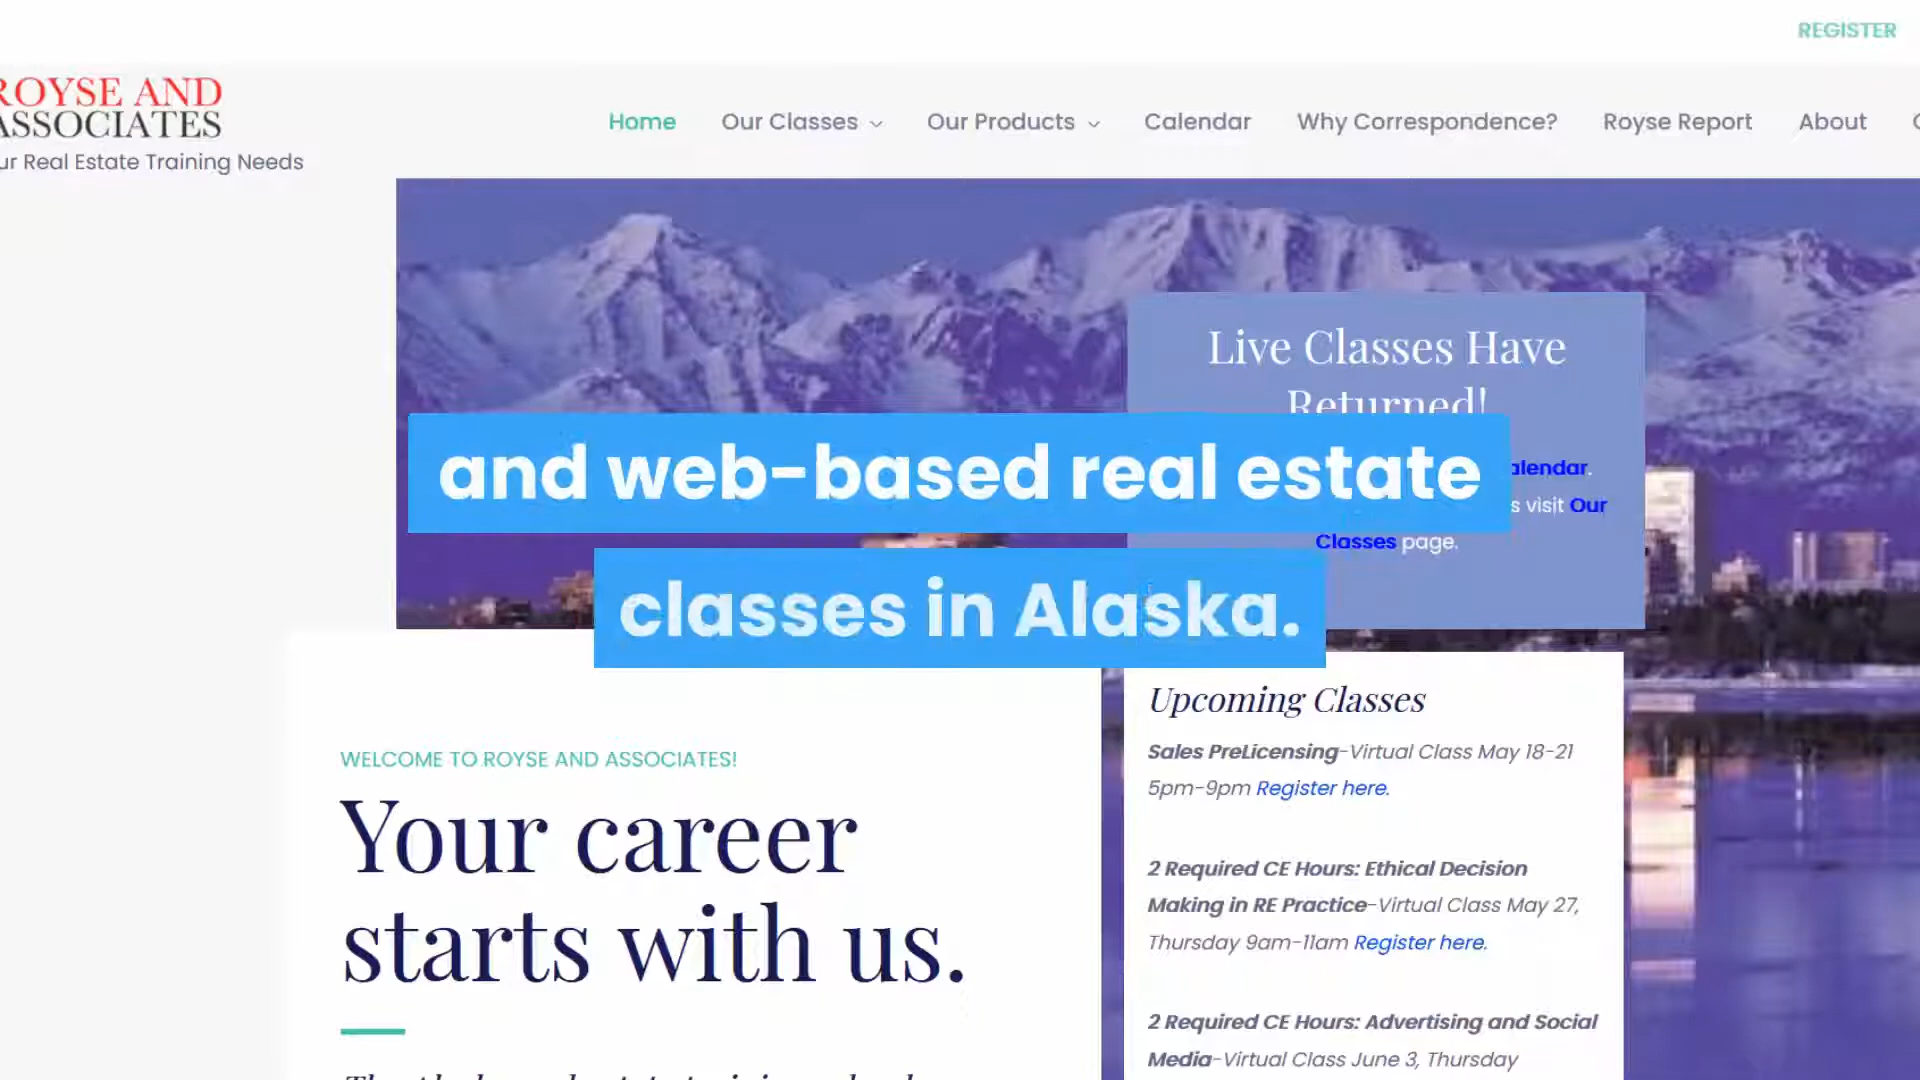 REGISTER
ROYSE AND
ASSOCIATES
Real Estate Training Needs
Home
Our Classes
Our Products
Calendar
Why Correspondence?
Royse Report
About
Live Classes Have
Returned!
and web-based real estate
classes in Alaska.
visit Our
Classes page.
WELCOME TO ROYSE AND ASSOCIATES!
Your career
starts with us.
Upcoming Classes
Sales PreLicensing-Virtual Class May 18-21
5pm-9pm Register here.
2 Required CE Hours: Ethical Decision
Making in RE Practice-Virtual Class May 27,
Thursday 9am-11am Register here.
2 Required CE Hours: Advertising and Social
Media-Virtual Class June 3, Thursday